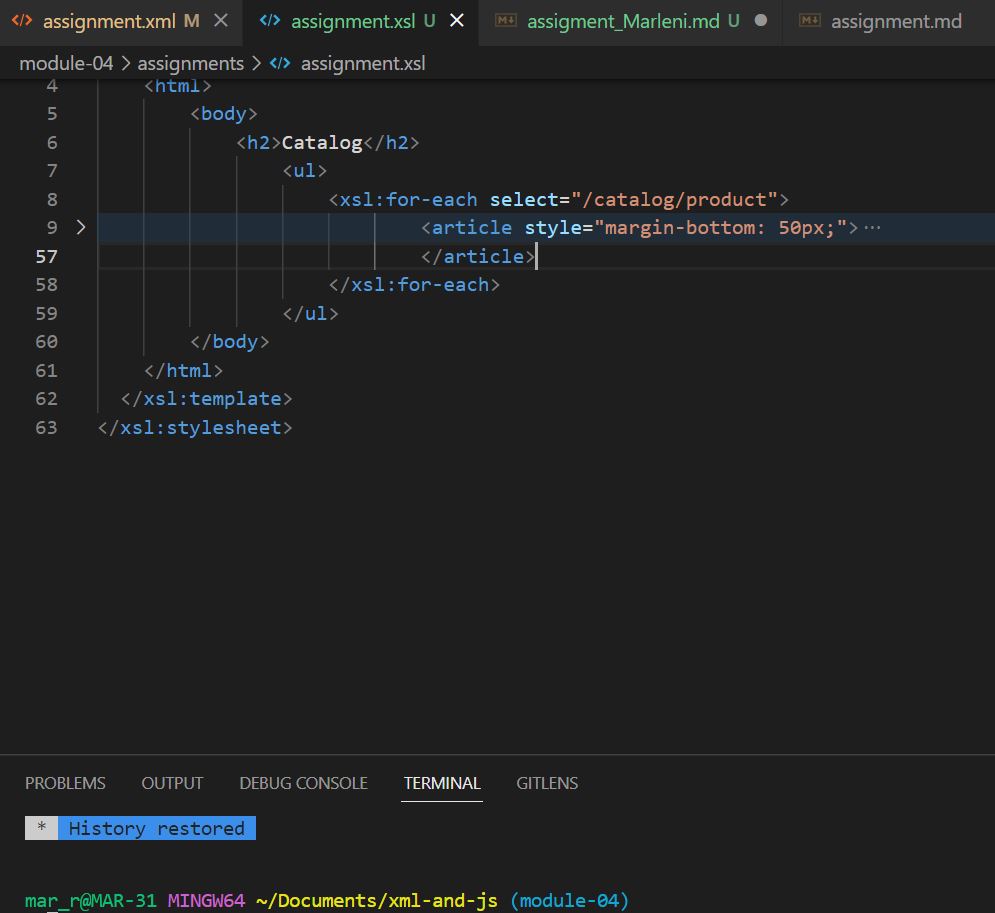 assignment.xml M
assignment.xsl U
assigment_Marleni.md U
assignment.md
module-04 > assignments > assignment.xsl
4 <html>
5 <body>
6 <h2>Catalog</h2>
7 <ul>
8 <xsl:for-each select="/catalog/product">
9 <article style="margin-bottom: 50px;">…
57 </article>
58 </xsl:for-each>
59 </ul>
60 </body>
61 </html>
62 </xsl:template>
63 </xsl:stylesheet>
PROBLEMS OUTPUT DEBUG CONSOLE TERMINAL GITLENS
* History restored
mar_r@MAR-31 MINGW64 ~/Documents/xml-and-js (module-04)